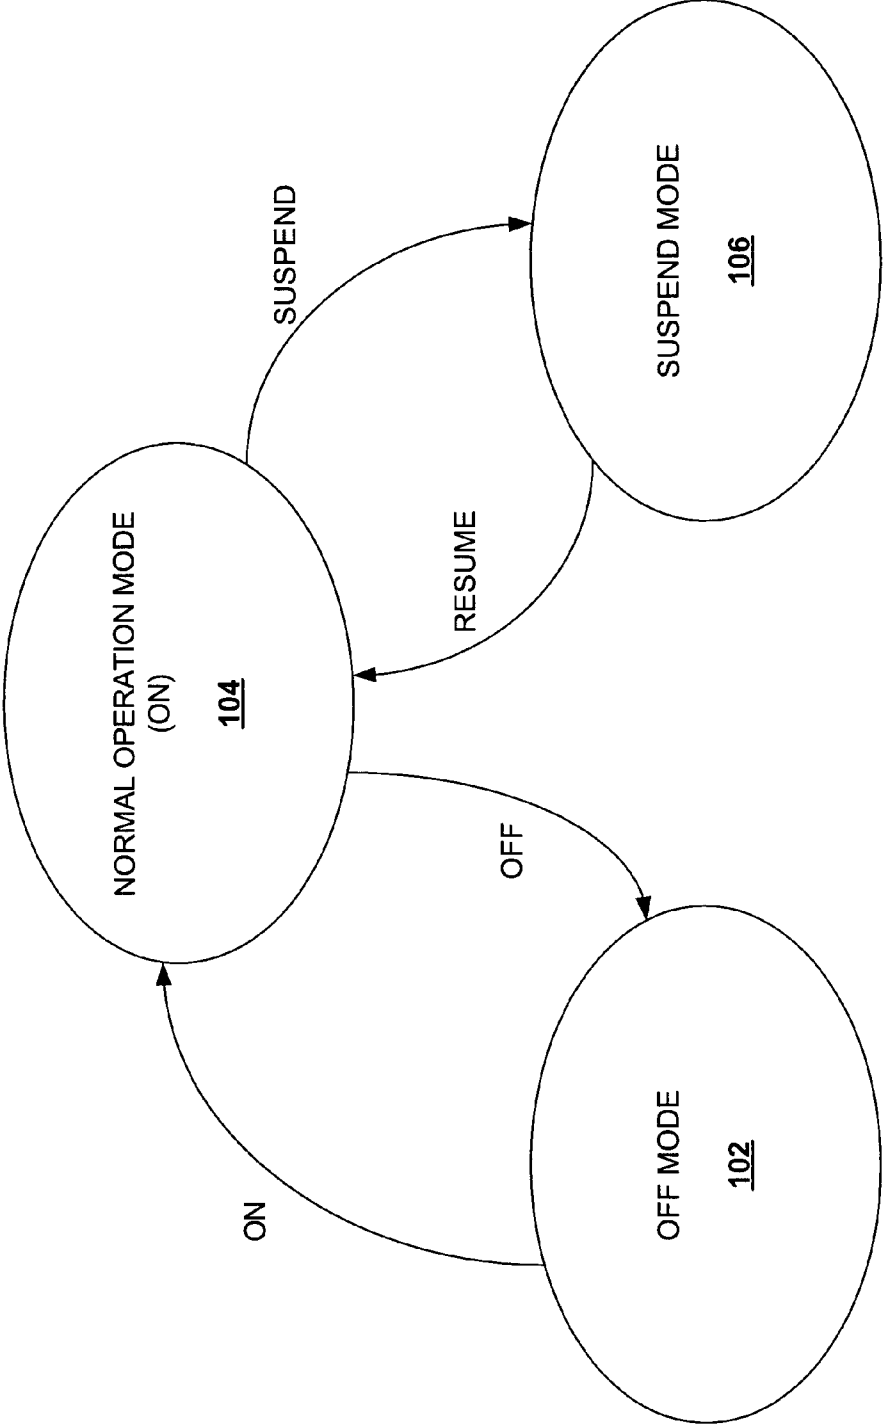 NORMAL OPERATION MODE
(ON)
104
ON
OFF
RESUME
SUSPEND
OFF MODE
102
SUSPEND MODE
106